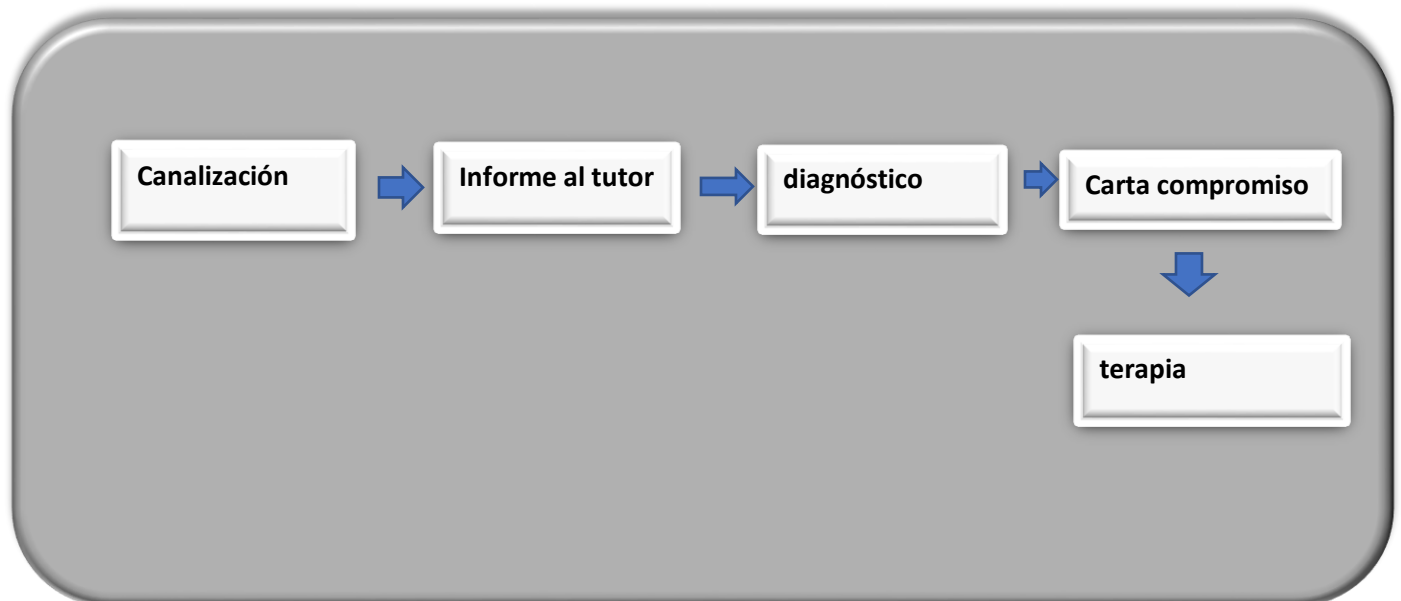 Canalización
Informe al tutor
diagnóstico
Carta compromiso
terapia